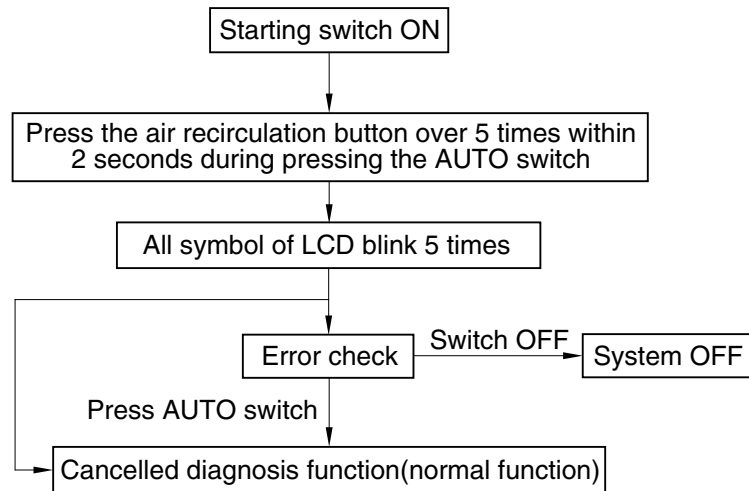 Starting switch ON
Press the air recirculation button over 5 times within
2 seconds during pressing the AUTO switch
All symbol of LCD blink 5 times
Error check
Switch OFF
System OFF
Press AUTO switch
Cancelled diagnosis function(normal function)